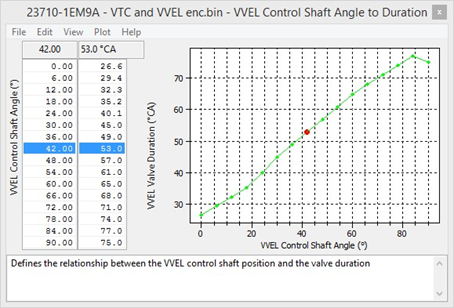 23710-1EM9A - VTC and VVEL enc.bin - VVEL Control Shaft Angle to Duration
x
File Edit View Plot Help
42.00 53.0 °CA
VVEL Control Shaft Angle (°)
0.00 26.6
6.00 29.4
12.00 32.3
18.00 35.2
24.00 40.1
30.00 45.0
36.00 49.0
42.00 53.0
48.00 57.0
54.00 61.0
60.00 65.0
66.00 68.0
72.00 71.0
78.00 74.0
84.00 77.0
90.00 75.0
VVEL Valve Duration (°CA)
70
60
50
40
30
0 20 40 60 80
VVEL Control Shaft Angle (°)
Defines the relationship between the VVEL control shaft position and the valve duration